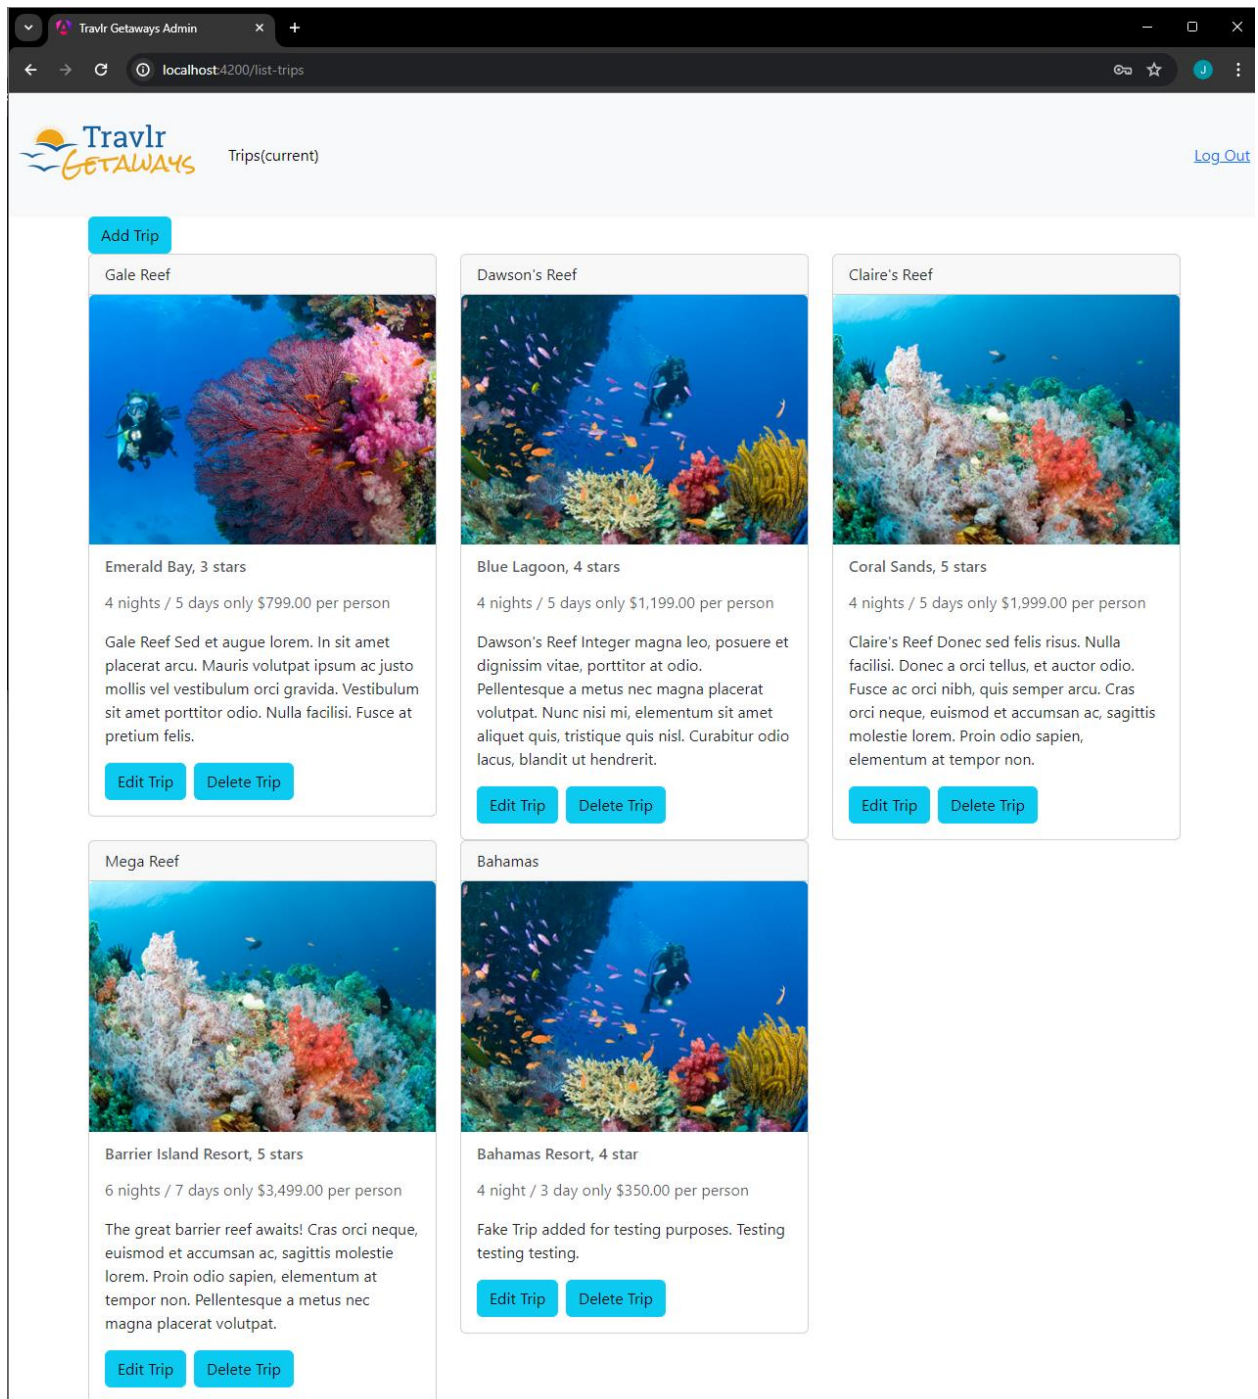 Travlr Getaways Admin
localhost:4200/list-trips
J
Travlr
GETAWAYS
Trips(current)
Log Out
Add Trip
Gale Reef
Emerald Bay, 3 stars
4 nights / 5 days only $799.00 per person
Gale Reef Sed et augue lorem. In sit amet
placerat arcu. Mauris volutpat ipsum ac justo
mollis vel vestibulum orci gravida. Vestibulum
sit amet porttitor odio. Nulla facilisi. Fusce at
pretium felis.
Edit Trip Delete Trip
Dawson's Reef
Blue Lagoon, 4 stars
4 nights / 5 days only $1,199.00 per person
Dawson's Reef Integer magna leo, posuere et
dignissim vitae, porttitor at odio.
Pellentesque a metus nec magna placerat
volutpat. Nunc nisi mi, elementum sit amet
aliquet quis, tristique quis nisl. Curabitur odio
lacus, blandit ut hendrerit.
Edit Trip Delete Trip
Claire's Reef
Coral Sands, 5 stars
4 nights / 5 days only $1,999.00 per person
Claire's Reef Donec sed felis risus. Nulla
facilisi. Donec a orci tellus, et auctor odio.
Fusce ac orci nibh, quis semper arcu. Cras
orci neque, euismod et accumsan ac, sagittis
molestie lorem. Proin odio sapien,
elementum at tempor non.
Edit Trip Delete Trip
Mega Reef
Barrier Island Resort, 5 stars
6 nights / 7 days only $3,499.00 per person
The great barrier reef awaits! Cras orci neque,
euismod et accumsan ac, sagittis molestie
lorem. Proin odio sapien, elementum at
tempor non. Pellentesque a metus nec
magna placerat volutpat.
Edit Trip Delete Trip
Bahamas
Bahamas Resort, 4 star
4 night / 3 day only $350.00 per person
Fake Trip added for testing purposes. Testing
testing testing.
Edit Trip Delete Trip